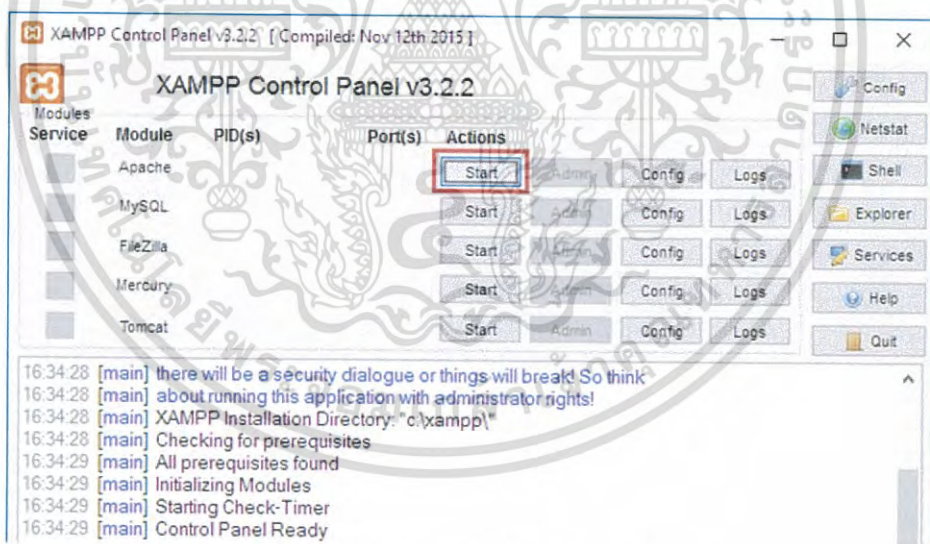 XAMPP Control Panel v3.2.2 [ Compiled: Nov 12th 2015 ]
XAMPP Control Panel v3.2.2
Config
Modules
Service Module PID(s) Port(s) Actions
Netstat
Apache Start Admin Config Logs
Shell
MySQL Start Admin Config Logs
Explorer
FileZilla Start Admin Config Logs
Services
Mercury Start Admin Config Logs
Help
Tomcat Start Admin Config Logs
Quit
16:34:28 [main] there will be a security dialogue or things will break! So think
16:34:28 [main] about running this application with administrator rights!
16:34:28 [main] XAMPP Installation Directory: "c:\xampp\"
16:34:28 [main] Checking for prerequisites
16:34:29 [main] All prerequisites found
16:34:29 [main] Initializing Modules
16:34:29 [main] Starting Check-Timer
16:34:29 [main] Control Panel Ready